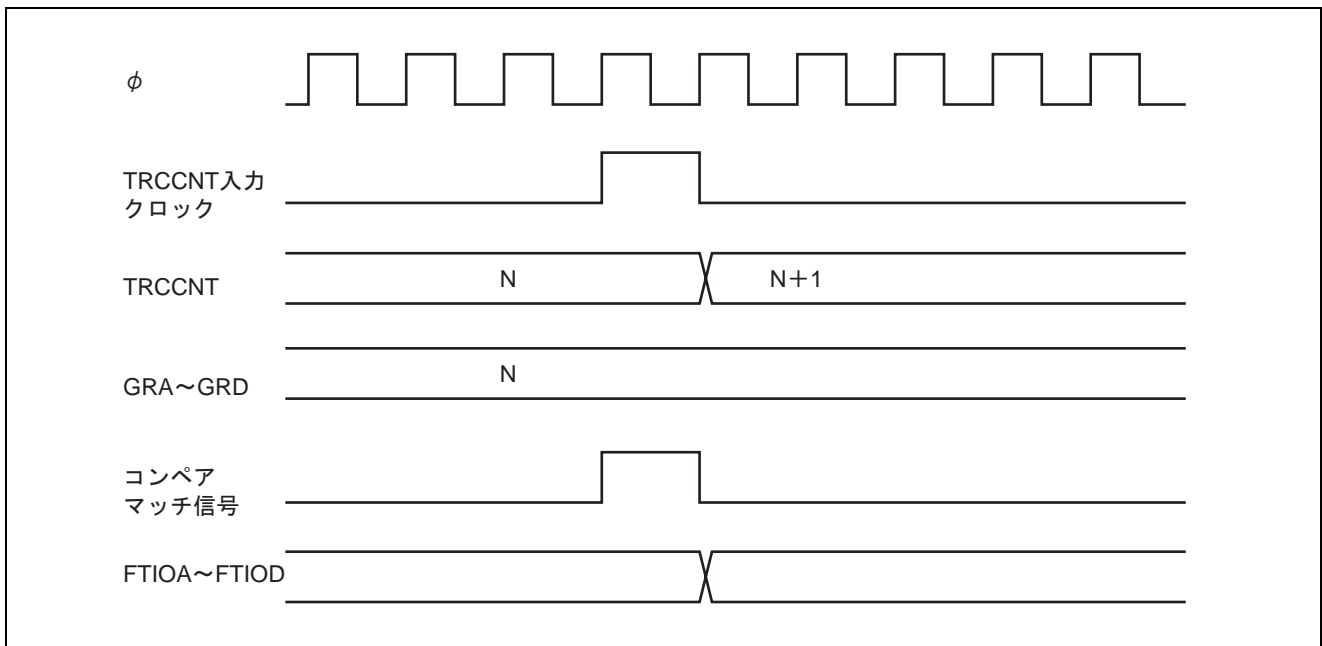 φ
TRCCNT入力
クロック
TRCCNT
N
N+1
GRA～GRD
N
コンペア
マッチ信号
FTIOA～FTIOD